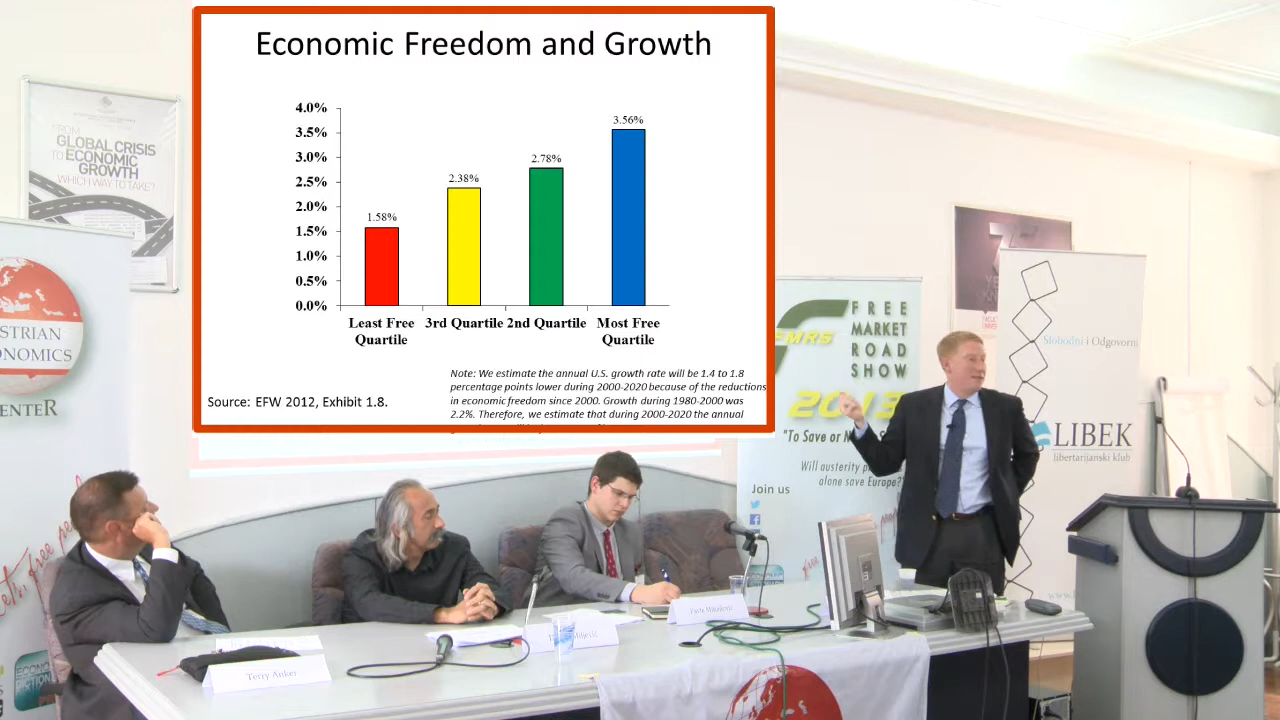 Economic Freedom and Growth
4.0%
3.5%
3.0%
2.5%
2.0%
1.5%
1.0%
0.5%
0.0%
1.58%
2.38%
2.78%
3.56%
Least Free
Quartile
3rd Quartile
2nd Quartile
Most Free
Quartile
Note: We estimate the annual U.S. growth rate will be 1.4 to 1.8
percentage points lower during 2000-2020 because of the reductions
in economic freedom since 2000. Growth during 1980-2000 was
2.2%. Therefore, we estimate that during 2000-2020 the annual
Source: EFW 2012, Exhibit 1.8.
FROM
GLOBAL CRISIS
TO ECONOMIC
GROWTH
WHICH WAY TO TAKE?
STRIAN
NOMICS
ENTER
FMRS
FREE
MARKET
ROAD
SHOW
2013
"To Save or
Will austerity
alone save Europe?"
Join us
Slobodni i Odgovorni
LIBEK
libertarijanski klub
Terry Anker